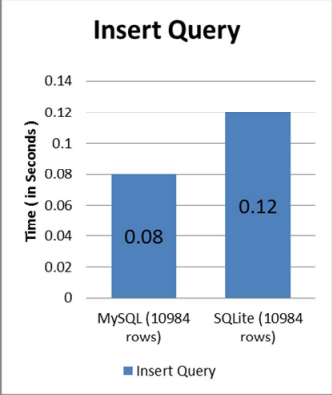 Insert Query
Time ( in Seconds )
0.14
0.12
0.1
0.08
0.06
0.04
0.02
0
0.08
0.12
MySQL (10984
rows)
SQLite (10984
rows)
Insert Query